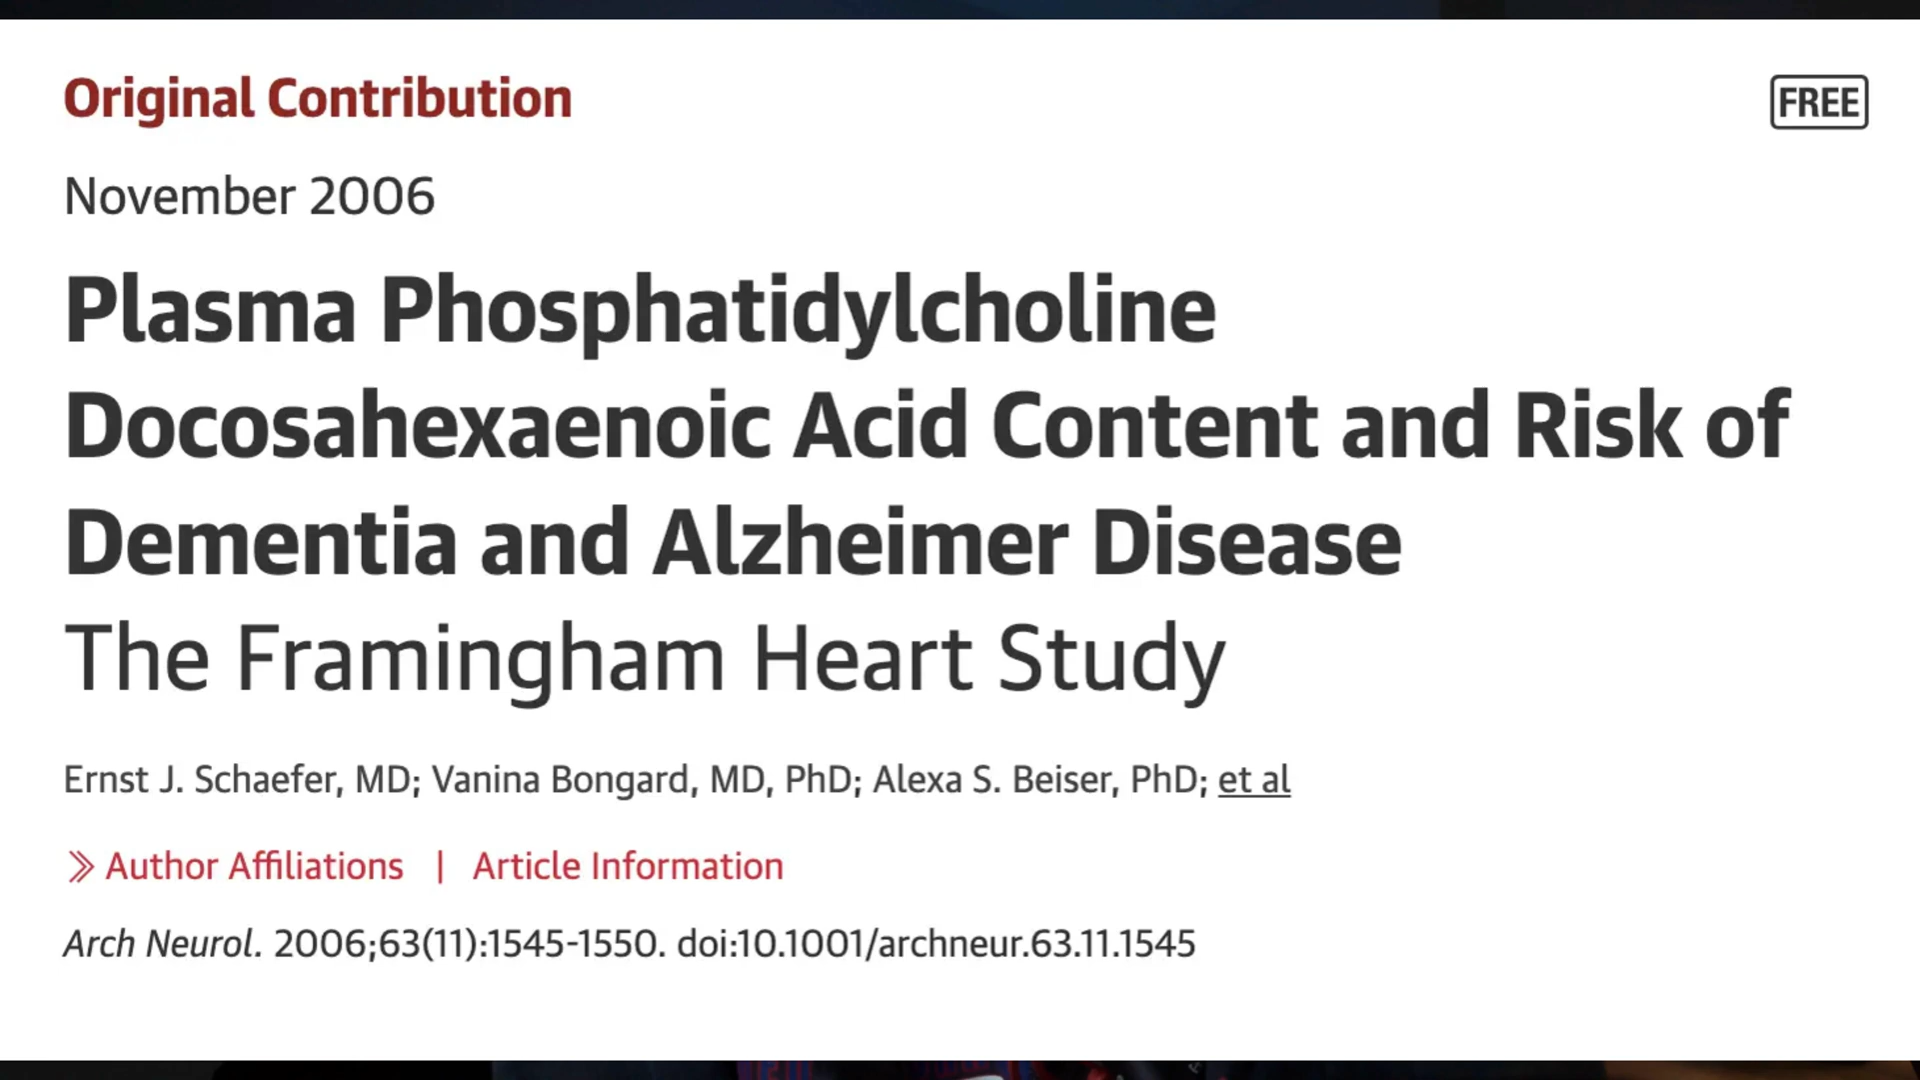 Original Contribution
FREE
November 2006
Plasma Phosphatidylcholine
Docosahexaenoic Acid Content and Risk of
Dementia and Alzheimer Disease
The Framingham Heart Study
Ernst J. Schaefer, MD; Vanina Bongard, MD, PhD; Alexa S. Beiser, PhD; et al
Author Affiliations | Article Information
Arch Neurol. 2006;63(11):1545-1550. doi:10.1001/archneur.63.11.1545